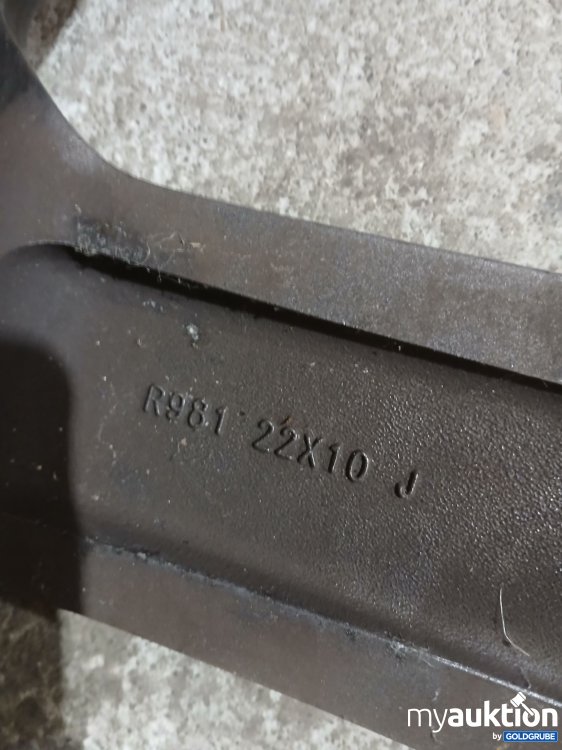 R981 22X10 J
myauktion
by GOLDGRUBE